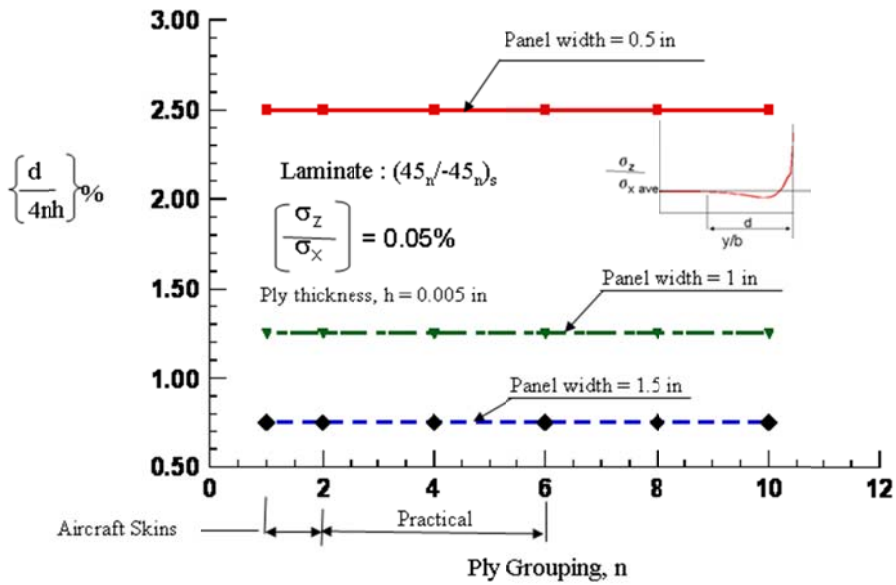 3.00
Panel width = 0.5 in
2.50
{d/4nh}%
2.00
Laminate : (45n/-45n)s
σz/σx ave
d
y/b
[σz/σx] = 0.05%
1.50
Ply thickness, h = 0.005 in
Panel width = 1 in
1.00
Panel width = 1.5 in
0.50
0 2 4 6 8 10 12
Aircraft Skins
Practical
Ply Grouping, n